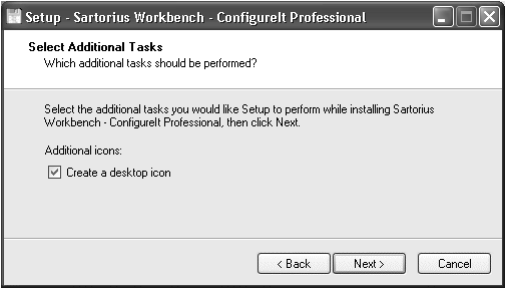 Setup - Sartorius Workbench - ConfigureIt Professional
Select Additional Tasks
Which additional tasks should be performed?
Select the additional tasks you would like Setup to perform while installing Sartorius
Workbench - ConfigureIt Professional, then click Next.
Additional icons:
Create a desktop icon
< Back Next > Cancel